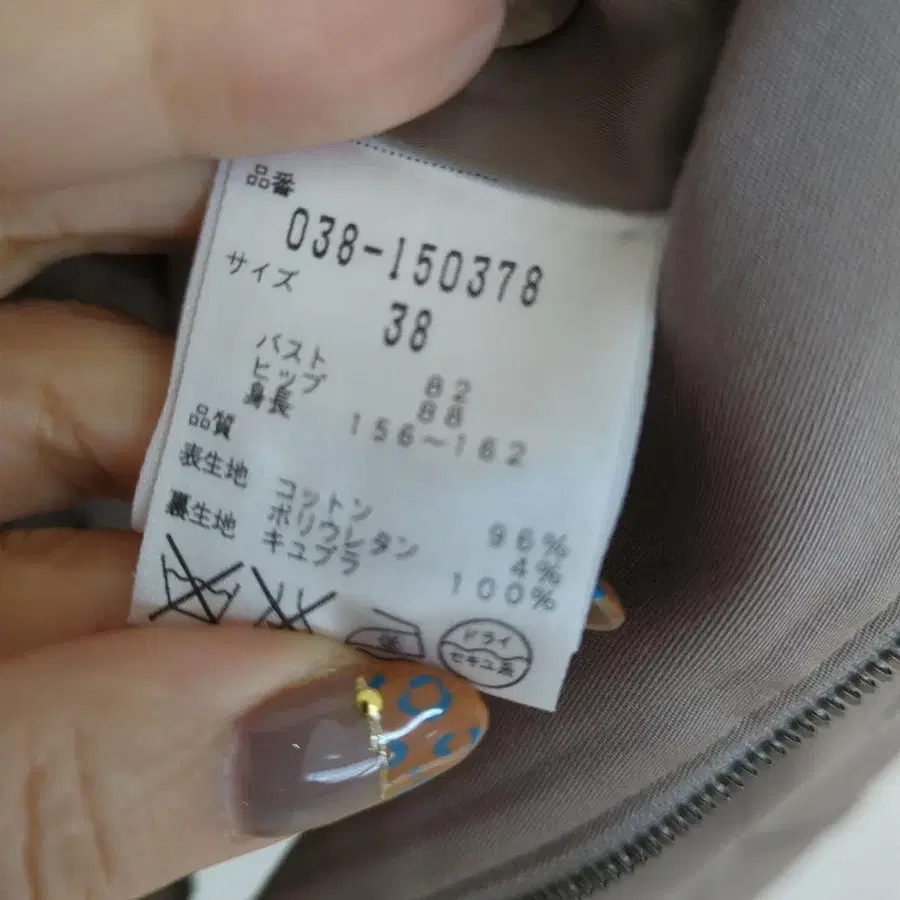 品番
038-150378
サイズ
38
バスト 82
ヒップ 88
身長 156~162
品質
表生地 コットン 96%
ポリウレタン 4%
裏生地 キュプラ 100%
ドライ
セキユ系